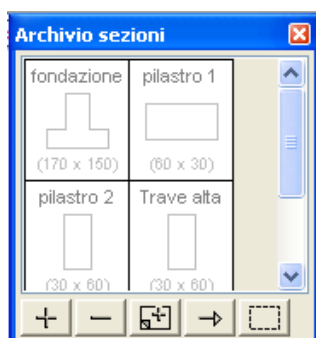 Archivio sezioni
fondazione pilastro 1
(170 x 150) (60 x 30)
pilastro 2 Trave alta
(30 x 60) (30 x 60)